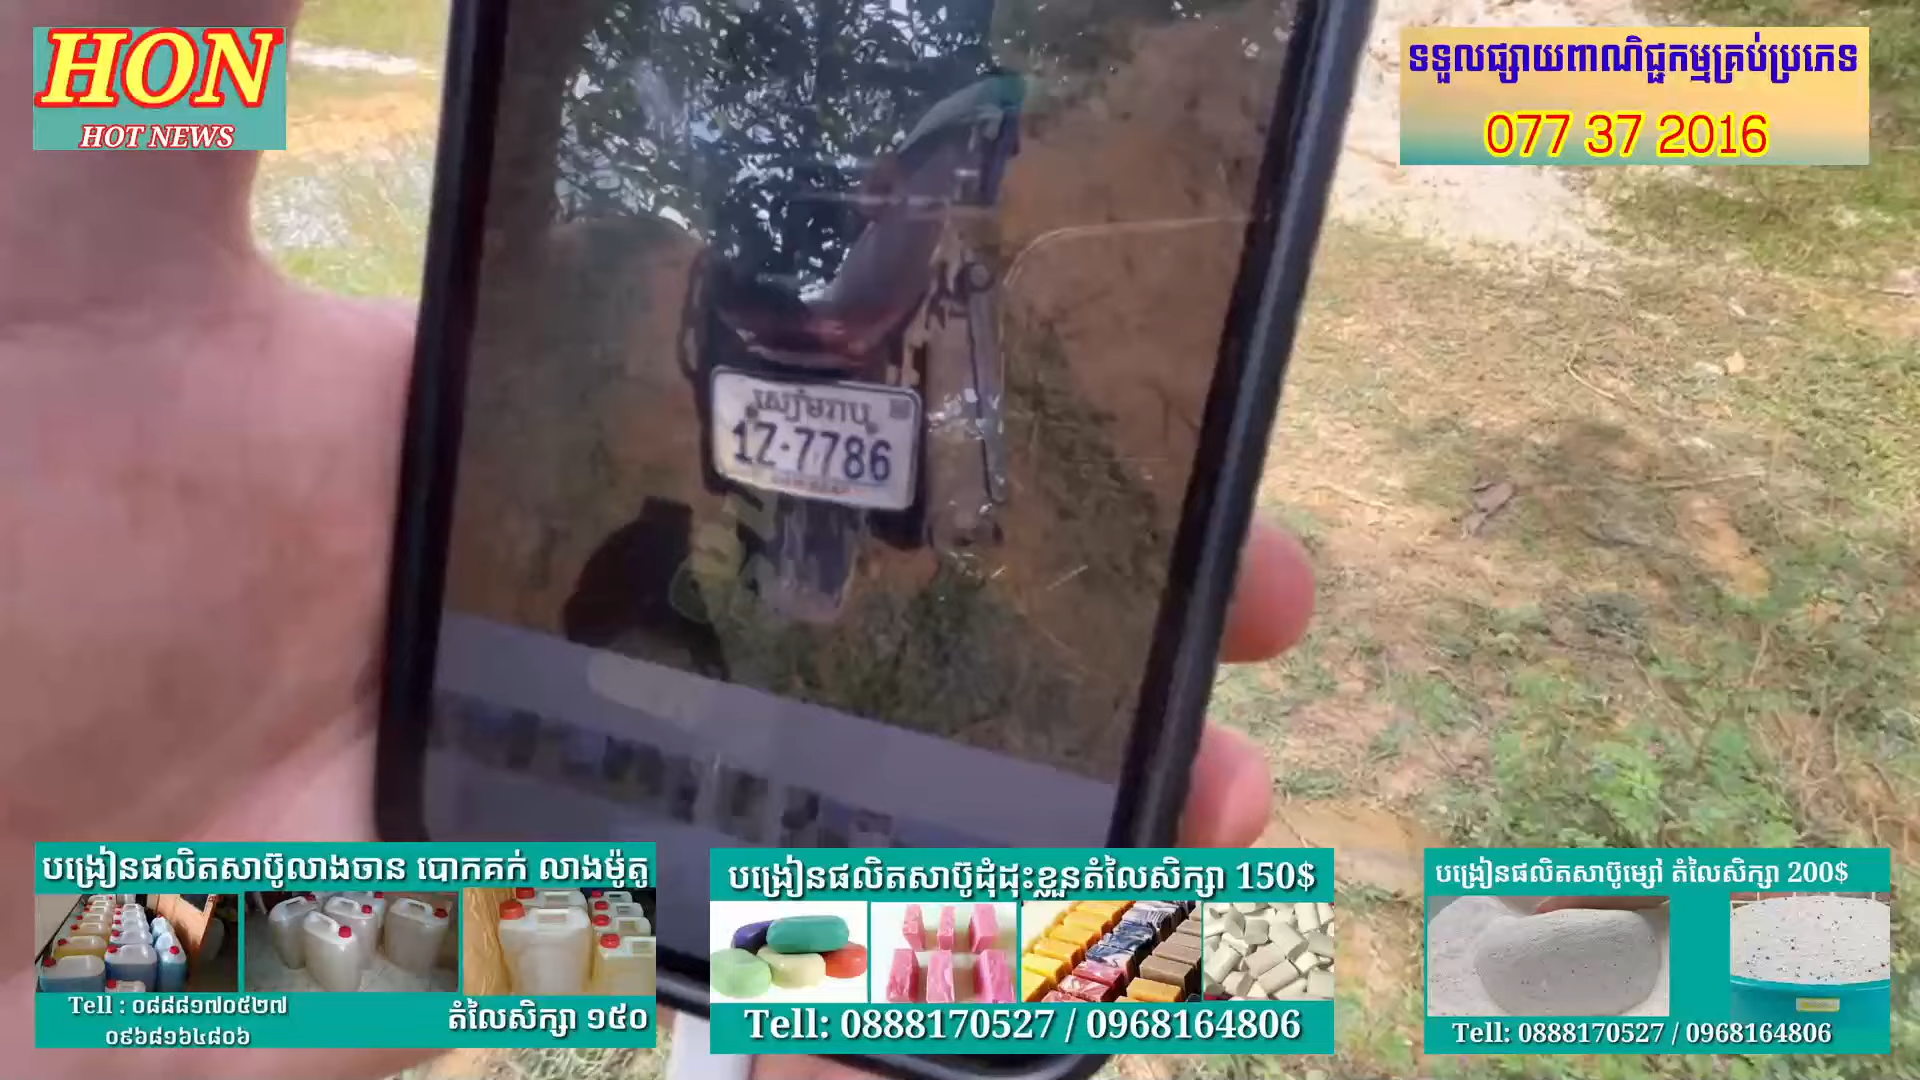 HON
HOT NEWS
ទទួលផ្សាយពាណិជ្ជកម្មគ្រប់ប្រភេទ
077 37 2016
សៀមរាប
1Z-7786
បង្រៀនផលិតសាប៊ូលាងចាន បោកគក់ លាងម៉ូតូ
Tell : ០៨៨៨១៧០៥២៧
០៩៦៨១៦៤៨០៦
តំលៃសិក្សា ១៥០
បង្រៀនផលិតសាប៊ូដុំដុះខ្លួនតំលៃសិក្សា 150$
Tell: 0888170527 / 0968164806
បង្រៀនផលិតសាប៊ូម្សៅ តំលៃសិក្សា 200$
Tell: 0888170527 / 0968164806